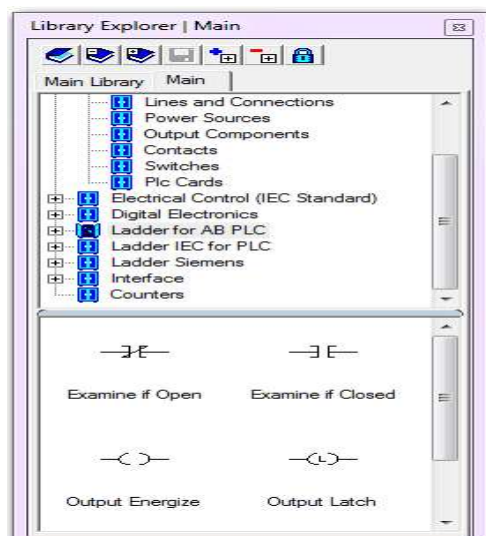 Library Explorer | Main
Main Library Main
Lines and Connections
Power Sources
Output Components
Contacts
Switches
Plc Cards
Electrical Control (IEC Standard)
Digital Electronics
Ladder for AB PLC
Ladder IEC for PLC
Ladder Siemens
Interface
Counters
Examine if Open Examine if Closed
L
Output Energize Output Latch